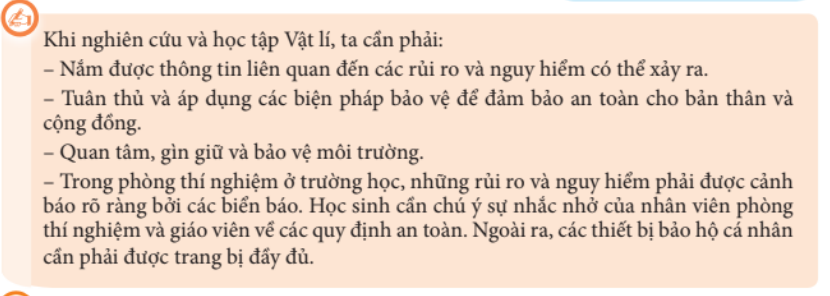 Khi nghiên cứu và học tập Vật lí, ta cần phải:
– Nắm được thông tin liên quan đến các rủi ro và nguy hiểm có thể xảy ra.
– Tuân thủ và áp dụng các biện pháp bảo vệ để đảm bảo an toàn cho bản thân và
cộng đồng.
– Quan tâm, gìn giữ và bảo vệ môi trường.
– Trong phòng thí nghiệm ở trường học, những rủi ro và nguy hiểm phải được cảnh
báo rõ ràng bởi các biển báo. Học sinh cần chú ý sự nhắc nhở của nhân viên phòng
thí nghiệm và giáo viên về các quy định an toàn. Ngoài ra, các thiết bị bảo hộ cá nhân
cần phải được trang bị đầy đủ.